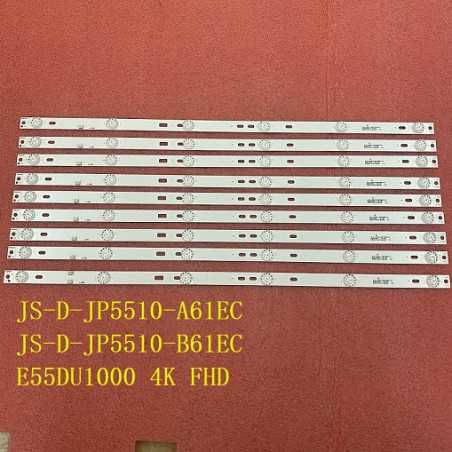 JS-D-JP5510-A61EC
JS-D-JP5510-B61EC
E55DU1000 4K FHD